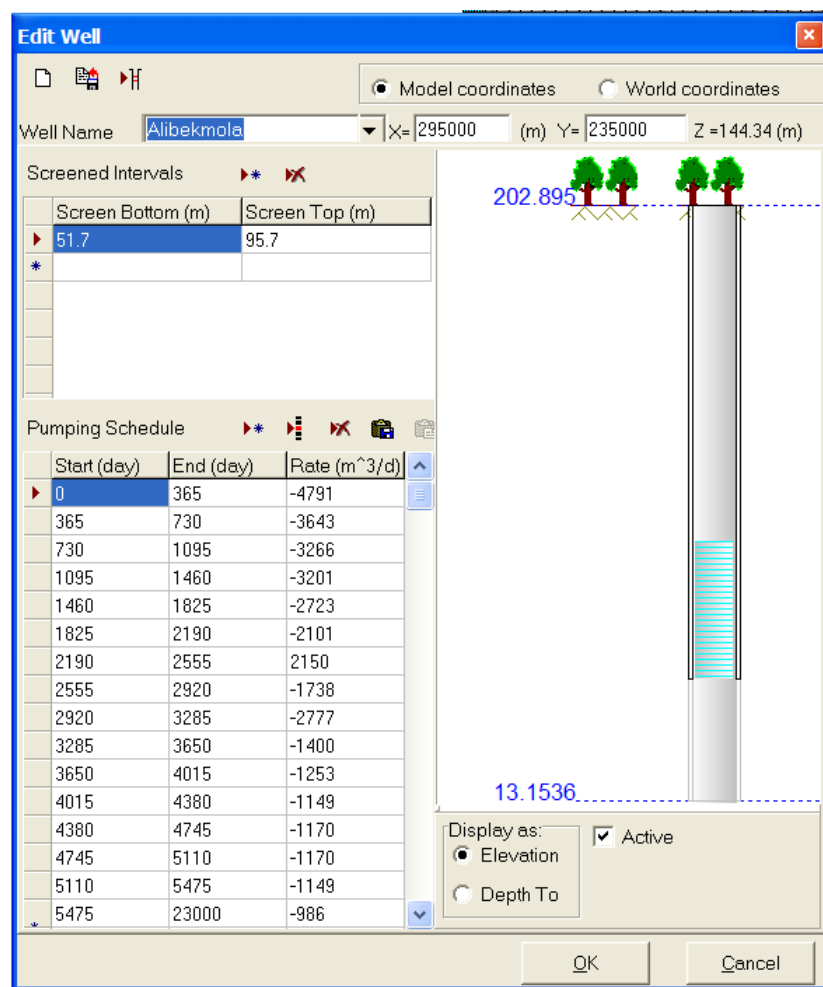 Edit Well
Model coordinates World coordinates
Well Name Alibekmola X= 295000 (m) Y= 235000 Z =144.34 (m)
Screened Intervals
Screen Bottom (m) Screen Top (m)
51.7 95.7
202.895
Pumping Schedule
Start (day) End (day) Rate (m^3/d)
0 365 -4791
365 730 -3643
730 1095 -3266
1095 1460 -3201
1460 1825 -2723
1825 2190 -2101
2190 2555 2150
2555 2920 -1738
2920 3285 -2777
3285 3650 -1400
3650 4015 -1253
4015 4380 -1149
4380 4745 -1170
4745 5110 -1170
5110 5475 -1149
5475 23000 -986
13.1536
Display as:
Elevation
Depth To
Active
OK Cancel